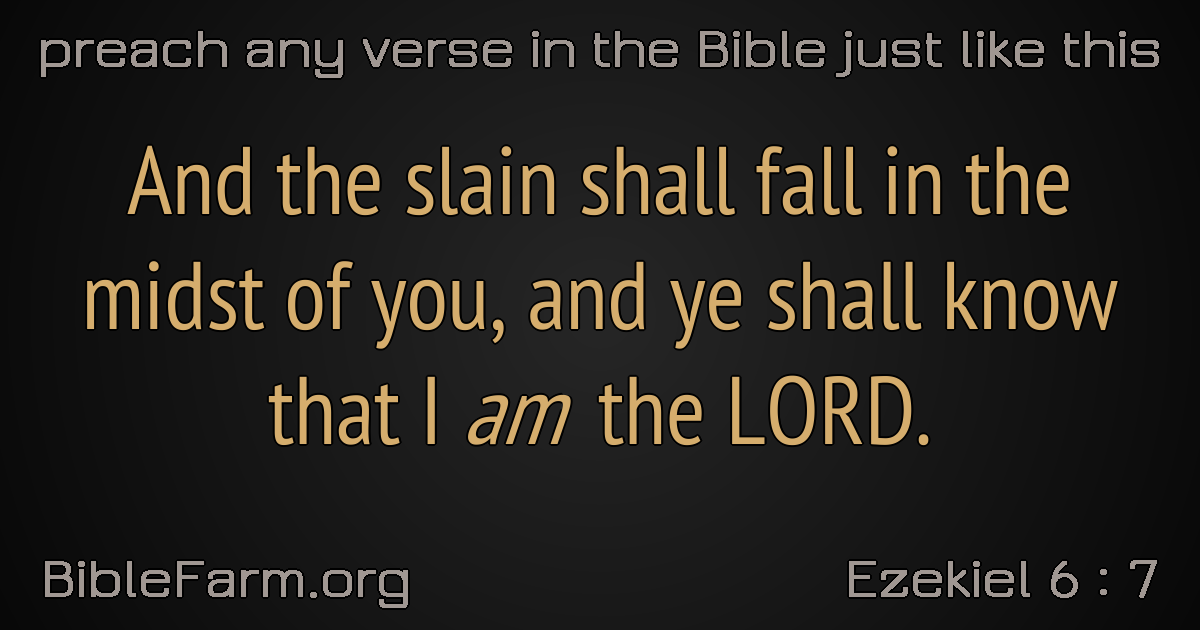 preach any verse in the Bible just like this
And the slain shall fall in the
midst of you, and ye shall know
that I am the LORD.
BibleFarm.org
Ezekiel 6 : 7